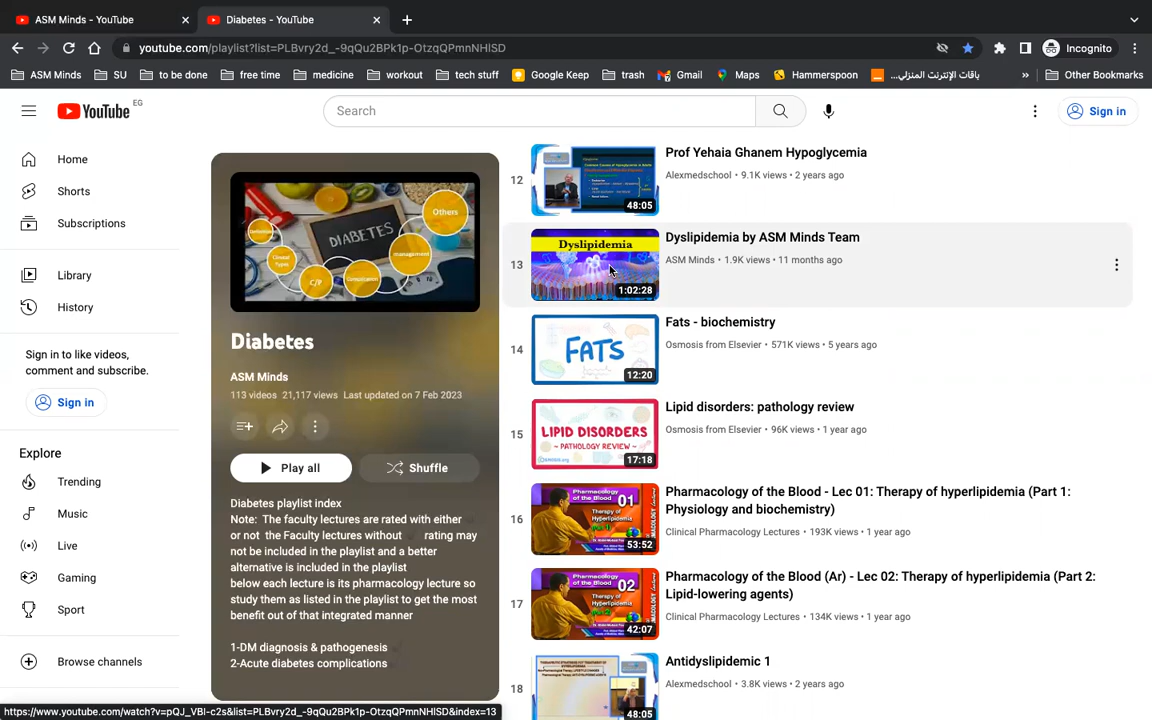 ASM Minds - YouTube
Diabetes - YouTube
youtube.com/playlist?list=PLBvry2d_-9qQu2BPk1p-OtzqQPmnNHlSD
Incognito
ASM Minds
SU
to be done
free time
medicine
workout
tech stuff
Google Keep
trash
Gmail
Maps
Hammerspoon
باقات الإنترنت المنزلي...
Other Bookmarks
YouTube EG
Search
Sign in
Home
Shorts
Subscriptions
Library
History
Sign in to like videos,
comment and subscribe.
Sign in
Explore
Trending
Music
Live
Gaming
Sport
Browse channels
DIABETES
Others
management
C/P
Diabetes
ASM Minds
113 videos 21,117 views Last updated on 7 Feb 2023
Play all
Shuffle
Diabetes playlist index
Note: The faculty lectures are rated with either
or not the Faculty lectures without rating may
not be included in the playlist and a better
alternative is included in the playlist
below each lecture is its pharmacology lecture so
study them as listed in the playlist to get the most
benefit out of that integrated manner
1-DM diagnosis & pathogenesis
2-Acute diabetes complications
12
48:05
Prof Yehaia Ghanem Hypoglycemia
Alexmedschool • 9.1K views • 2 years ago
13
Dyslipidemia
1:02:28
Dyslipidemia by ASM Minds Team
ASM Minds • 1.9K views • 11 months ago
14
FATS
12:20
Fats - biochemistry
Osmosis from Elsevier • 571K views • 5 years ago
15
LIPID DISORDERS
~ PATHOLOGY REVIEW ~
17:18
Lipid disorders: pathology review
Osmosis from Elsevier • 96K views • 1 year ago
16
Pharmacology
of the Blood
01
Therapy of
Hyperlipidemia
53:52
Pharmacology of the Blood - Lec 01: Therapy of hyperlipidemia (Part 1:
Physiology and biochemistry)
Clinical Pharmacology Lectures • 193K views • 1 year ago
17
Pharmacology
of the Blood
02
Therapy of
Hyperlipidemia
42:07
Pharmacology of the Blood (Ar) - Lec 02: Therapy of hyperlipidemia (Part 2:
Lipid-lowering agents)
Clinical Pharmacology Lectures • 134K views • 1 year ago
18
48:05
Antidyslipidemic 1
Alexmedschool • 3.8K views • 2 years ago
https://www.youtube.com/watch?v=pQJ_VBI-c2s&list=PLBvry2d_-9qQu2BPk1p-OtzqQPmnNHlSD&index=13